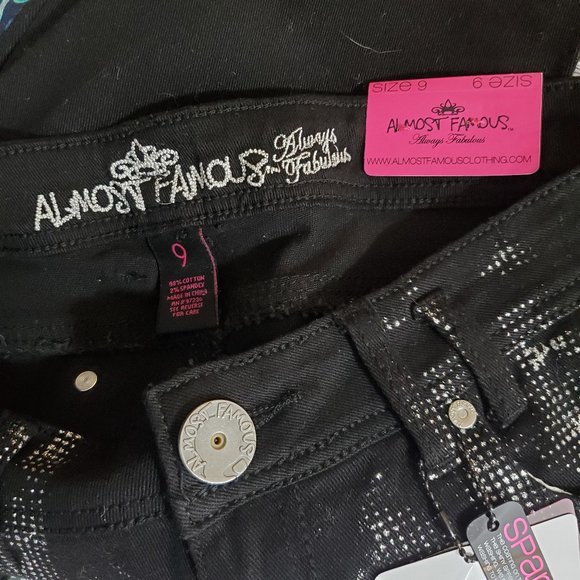 SIZE 9
SIZE 9
ALMOST FAMOUS
Always Fabulous
WWW.ALMOSTFAMOUSCLOTHING.COM
ALMOST FAMOUS
Always
Fabulous
9
98% COTTON
2% SPANDEX
MADE IN CHINA
SEE REVERSE
FOR CARE
ALMOST FAMOUS